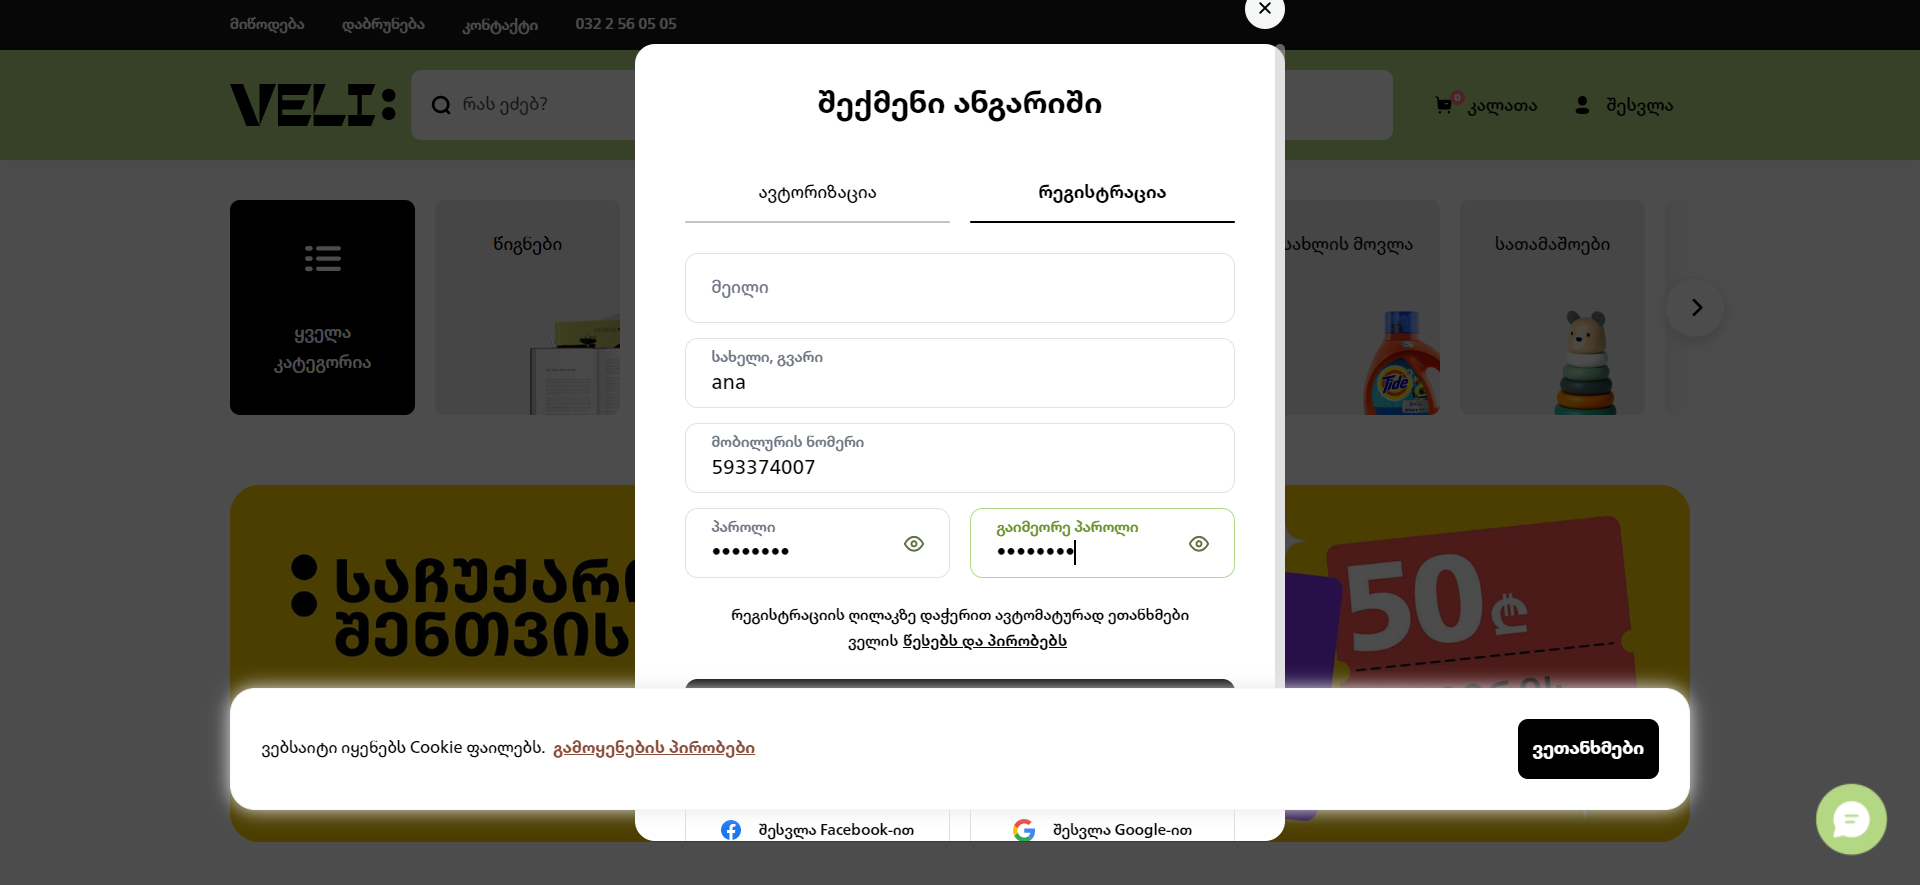 მიწოდება დაბრუნება კონტაქტი 032 2 56 05 05
VELI:
რას ეძებ?
0 კალათა
შესვლა
ყველა
კატეგორია
წიგნები
სახლის მოვლა
Tide
სათამაშოები
შექმენი ანგარიში
ავტორიზაცია რეგისტრაცია
მეილი
სახელი, გვარი
ana
მობილურის ნომერი
593374007
პაროლი
••••••••
გაიმეორე პაროლი
••••••••
რეგისტრაციის ღილაკზე დაჭერით ავტომატურად ეთანხმები
ველის წესებს და პირობებს
50₾
ვებსაიტი იყენებს Cookie ფაილებს. გამოყენების პირობები
ვეთანხმები
შესვლა Facebook-ით
შესვლა Google-ით
შენთვის